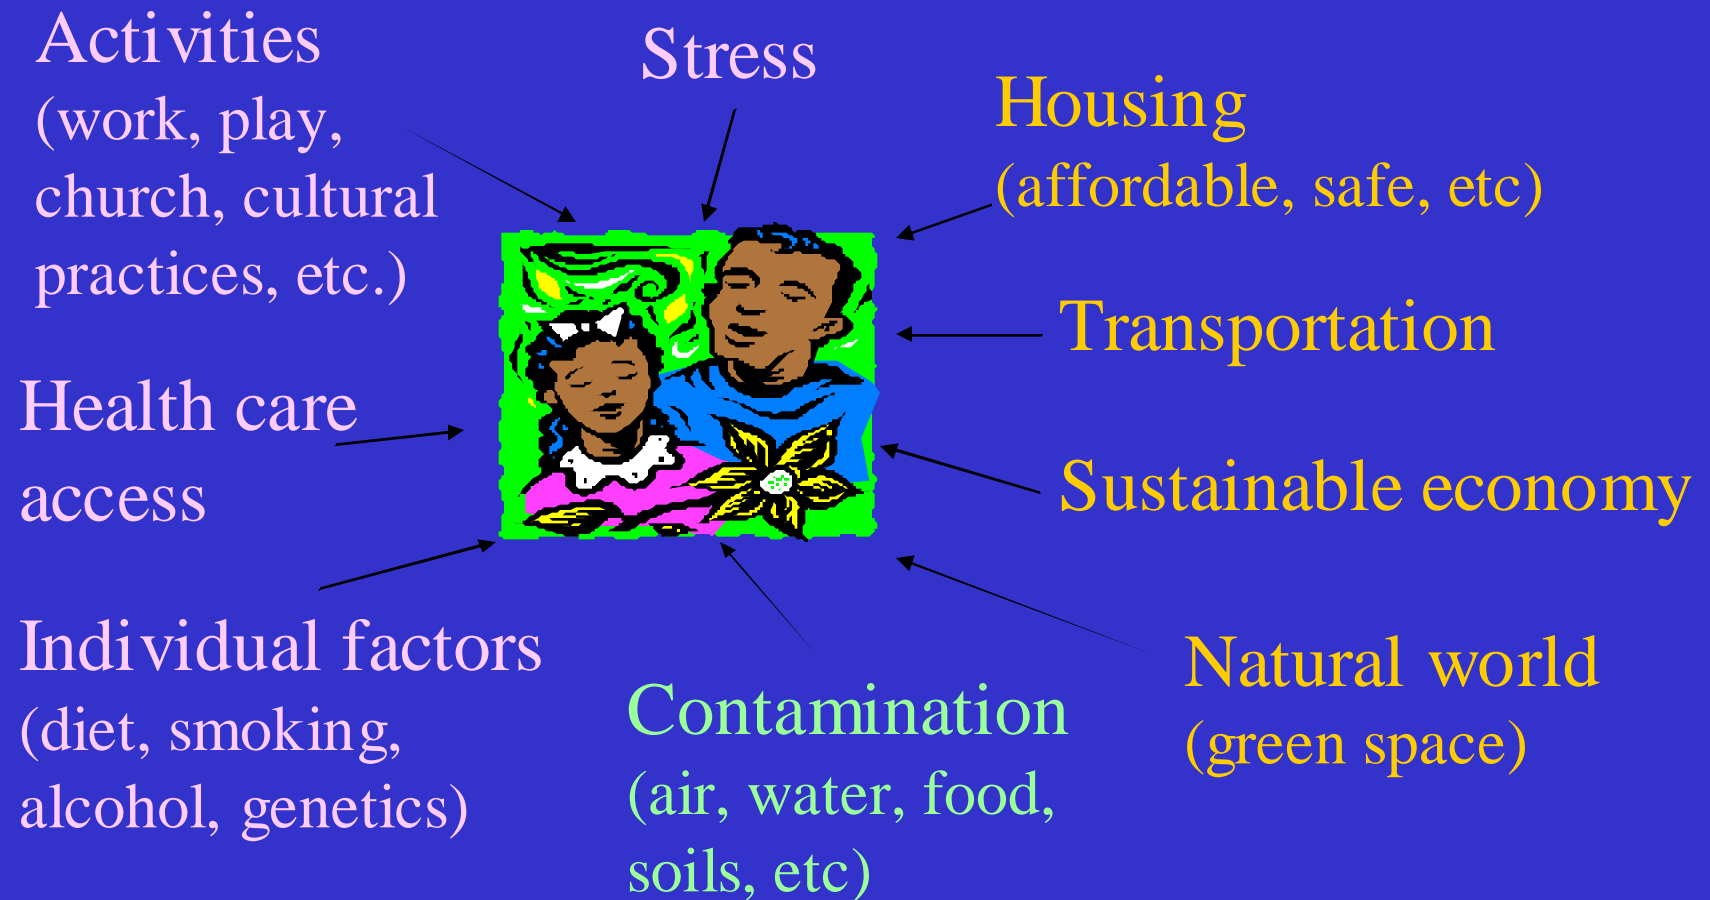 Activities
(work, play,
church, cultural
practices, etc.)
Stress
Housing
(affordable, safe, etc)
Transportation
Health care
access
Sustainable economy
Individual factors
(diet, smoking,
alcohol, genetics)
Contamination
(air, water, food,
soils, etc)
Natural world
(green space)